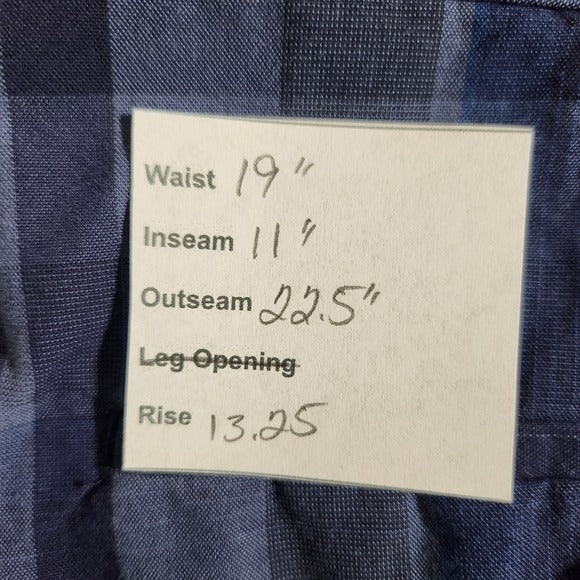 Waist 19"
Inseam 11"
Outseam 22.5"
Leg Opening
Rise 13.25